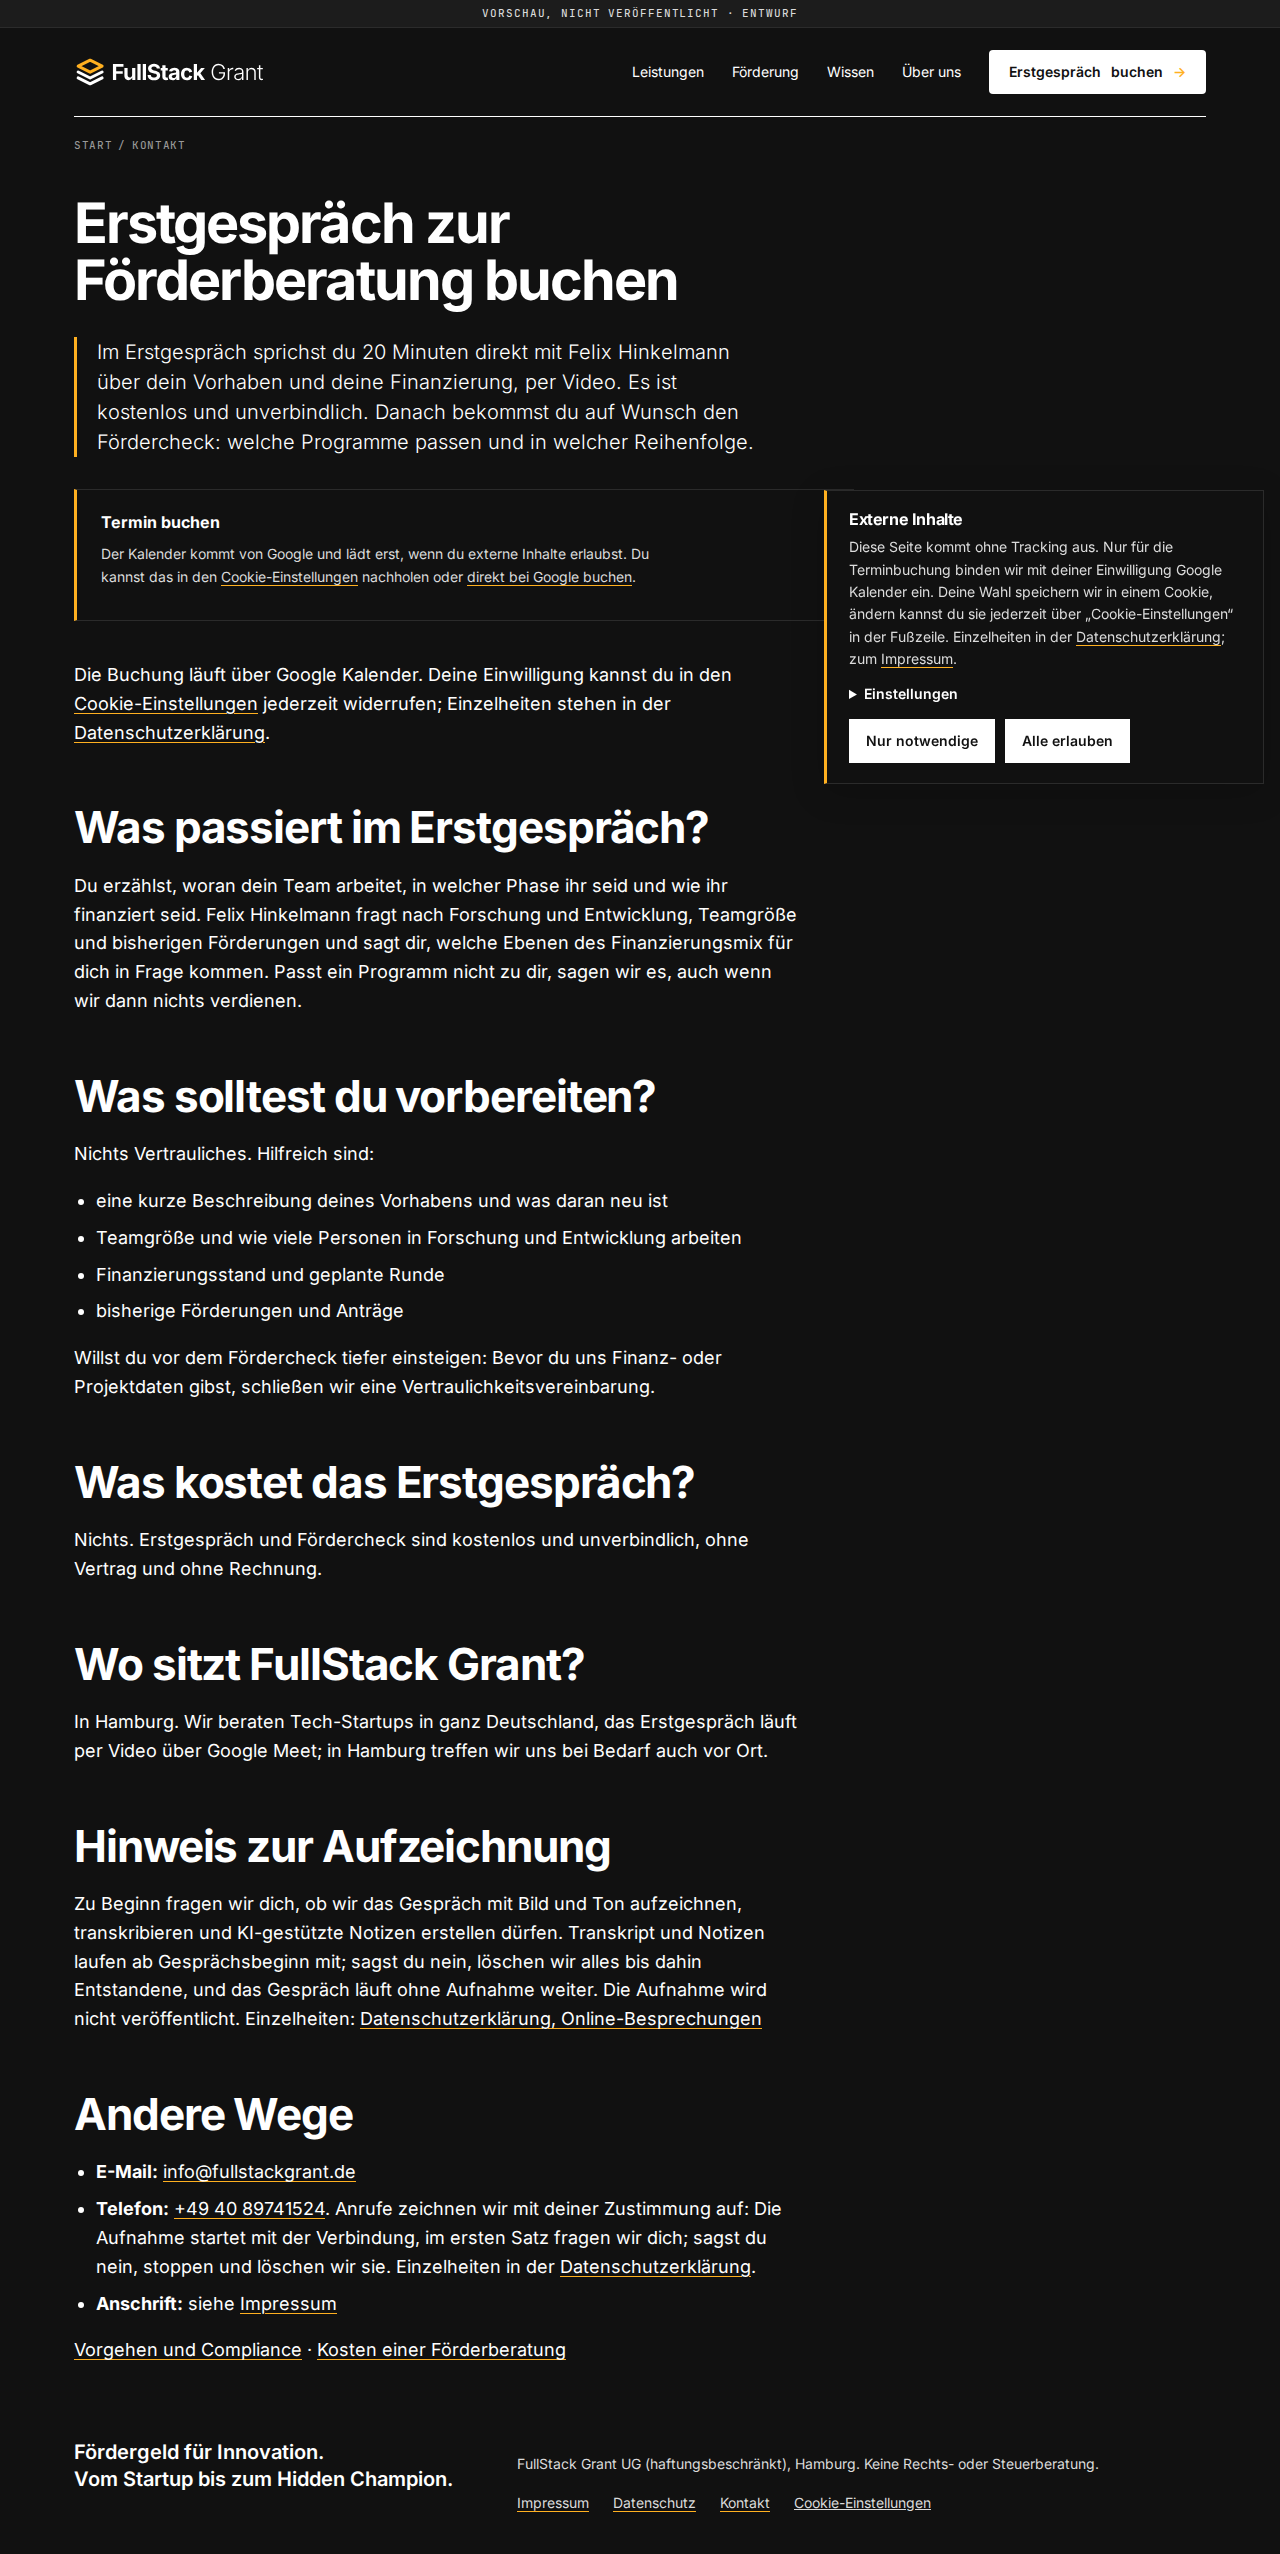 VORSCHAU, NICHT VERÖFFENTLICHT · ENTWURF
FullStack Grant
Leistungen Förderung Wissen Über uns Erstgespräch buchen →
START / KONTAKT
Erstgespräch zur
Förderberatung buchen
Im Erstgespräch sprichst du 20 Minuten direkt mit Felix Hinkelmann
über dein Vorhaben und deine Finanzierung, per Video. Es ist
kostenlos und unverbindlich. Danach bekommst du auf Wunsch den
Fördercheck: welche Programme passen und in welcher Reihenfolge.
Termin buchen
Der Kalender kommt von Google und lädt erst, wenn du externe Inhalte erlaubst. Du
kannst das in den Cookie-Einstellungen nachholen oder direkt bei Google buchen.
Externe Inhalte
Diese Seite kommt ohne Tracking aus. Nur für die
Terminbuchung binden wir mit deiner Einwilligung Google
Kalender ein. Deine Wahl speichern wir in einem Cookie,
ändern kannst du sie jederzeit über „Cookie-Einstellungen“
in der Fußzeile. Einzelheiten in der Datenschutzerklärung;
zum Impressum.
▶ Einstellungen
Nur notwendige Alle erlauben
Die Buchung läuft über Google Kalender. Deine Einwilligung kannst du in den
Cookie-Einstellungen jederzeit widerrufen; Einzelheiten stehen in der
Datenschutzerklärung.
Was passiert im Erstgespräch?
Du erzählst, woran dein Team arbeitet, in welcher Phase ihr seid und wie ihr
finanziert seid. Felix Hinkelmann fragt nach Forschung und Entwicklung, Teamgröße
und bisherigen Förderungen und sagt dir, welche Ebenen des Finanzierungsmix für
dich in Frage kommen. Passt ein Programm nicht zu dir, sagen wir es, auch wenn
wir dann nichts verdienen.
Was solltest du vorbereiten?
Nichts Vertrauliches. Hilfreich sind:
• eine kurze Beschreibung deines Vorhabens und was daran neu ist
• Teamgröße und wie viele Personen in Forschung und Entwicklung arbeiten
• Finanzierungsstand und geplante Runde
• bisherige Förderungen und Anträge
Willst du vor dem Fördercheck tiefer einsteigen: Bevor du uns Finanz- oder
Projektdaten gibst, schließen wir eine Vertraulichkeitsvereinbarung.
Was kostet das Erstgespräch?
Nichts. Erstgespräch und Fördercheck sind kostenlos und unverbindlich, ohne
Vertrag und ohne Rechnung.
Wo sitzt FullStack Grant?
In Hamburg. Wir beraten Tech-Startups in ganz Deutschland, das Erstgespräch läuft
per Video über Google Meet; in Hamburg treffen wir uns bei Bedarf auch vor Ort.
Hinweis zur Aufzeichnung
Zu Beginn fragen wir dich, ob wir das Gespräch mit Bild und Ton aufzeichnen,
transkribieren und KI-gestützte Notizen erstellen dürfen. Transkript und Notizen
laufen ab Gesprächsbeginn mit; sagst du nein, löschen wir alles bis dahin
Entstandene, und das Gespräch läuft ohne Aufnahme weiter. Die Aufnahme wird
nicht veröffentlicht. Einzelheiten: Datenschutzerklärung, Online-Besprechungen
Andere Wege
• E-Mail: info@fullstackgrant.de
• Telefon: +49 40 89741524. Anrufe zeichnen wir mit deiner Zustimmung auf: Die
Aufnahme startet mit der Verbindung, im ersten Satz fragen wir dich; sagst du
nein, stoppen und löschen wir sie. Einzelheiten in der Datenschutzerklärung.
• Anschrift: siehe Impressum
Vorgehen und Compliance · Kosten einer Förderberatung
Fördergeld für Innovation.
Vom Startup bis zum Hidden Champion.
FullStack Grant UG (haftungsbeschränkt), Hamburg. Keine Rechts- oder Steuerberatung.
Impressum Datenschutz Kontakt Cookie-Einstellungen